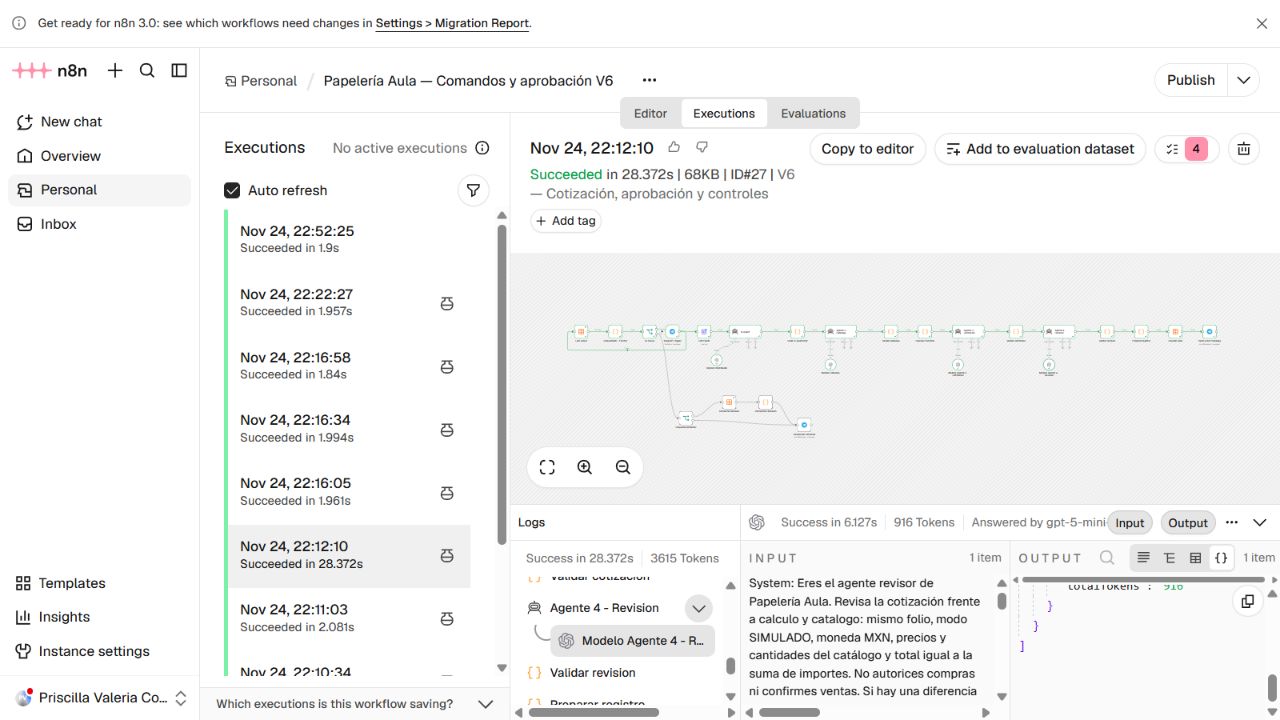 Get ready for n8n 3.0: see which workflows need changes in Settings > Migration Report.
n8n
Personal / Papelería Aula — Comandos y aprobación V6
Publish
Editor
Executions
Evaluations
New chat
Overview
Personal
Inbox
Templates
Insights
Instance settings
Priscilla Valeria Co...
Executions
No active executions
Auto refresh
Nov 24, 22:52:25
Succeeded in 1.9s
Nov 24, 22:22:27
Succeeded in 1.957s
Nov 24, 22:16:58
Succeeded in 1.84s
Nov 24, 22:16:34
Succeeded in 1.994s
Nov 24, 22:16:05
Succeeded in 1.961s
Nov 24, 22:12:10
Succeeded in 28.372s
Nov 24, 22:11:03
Succeeded in 2.081s
Nov 24, 22:10:34
Which executions is this workflow saving?
Nov 24, 22:12:10
Copy to editor
Add to evaluation dataset
4
Succeeded in 28.372s | 68KB | ID#27 | V6
— Cotización, aprobación y controles
+ Add tag
Logs
Success in 28.372s
3615 Tokens
Validar cotizacion
Agente 4 - Revision
Modelo Agente 4 - R...
Validar revision
Preparar registro
Success in 6.127s
916 Tokens
Answered by gpt-5-mini-
Input
Output
INPUT
1 item
System: Eres el agente revisor de
Papelería Aula. Revisa la cotización frente
a calculo y catalogo: mismo folio, modo
SIMULADO, moneda MXN, precios y
cantidades del catálogo y total igual a la
suma de importes. No autorices compras
ni confirmes ventas. Si hay una diferencia
OUTPUT
1 item
"totalTokens": 916
}
}
]